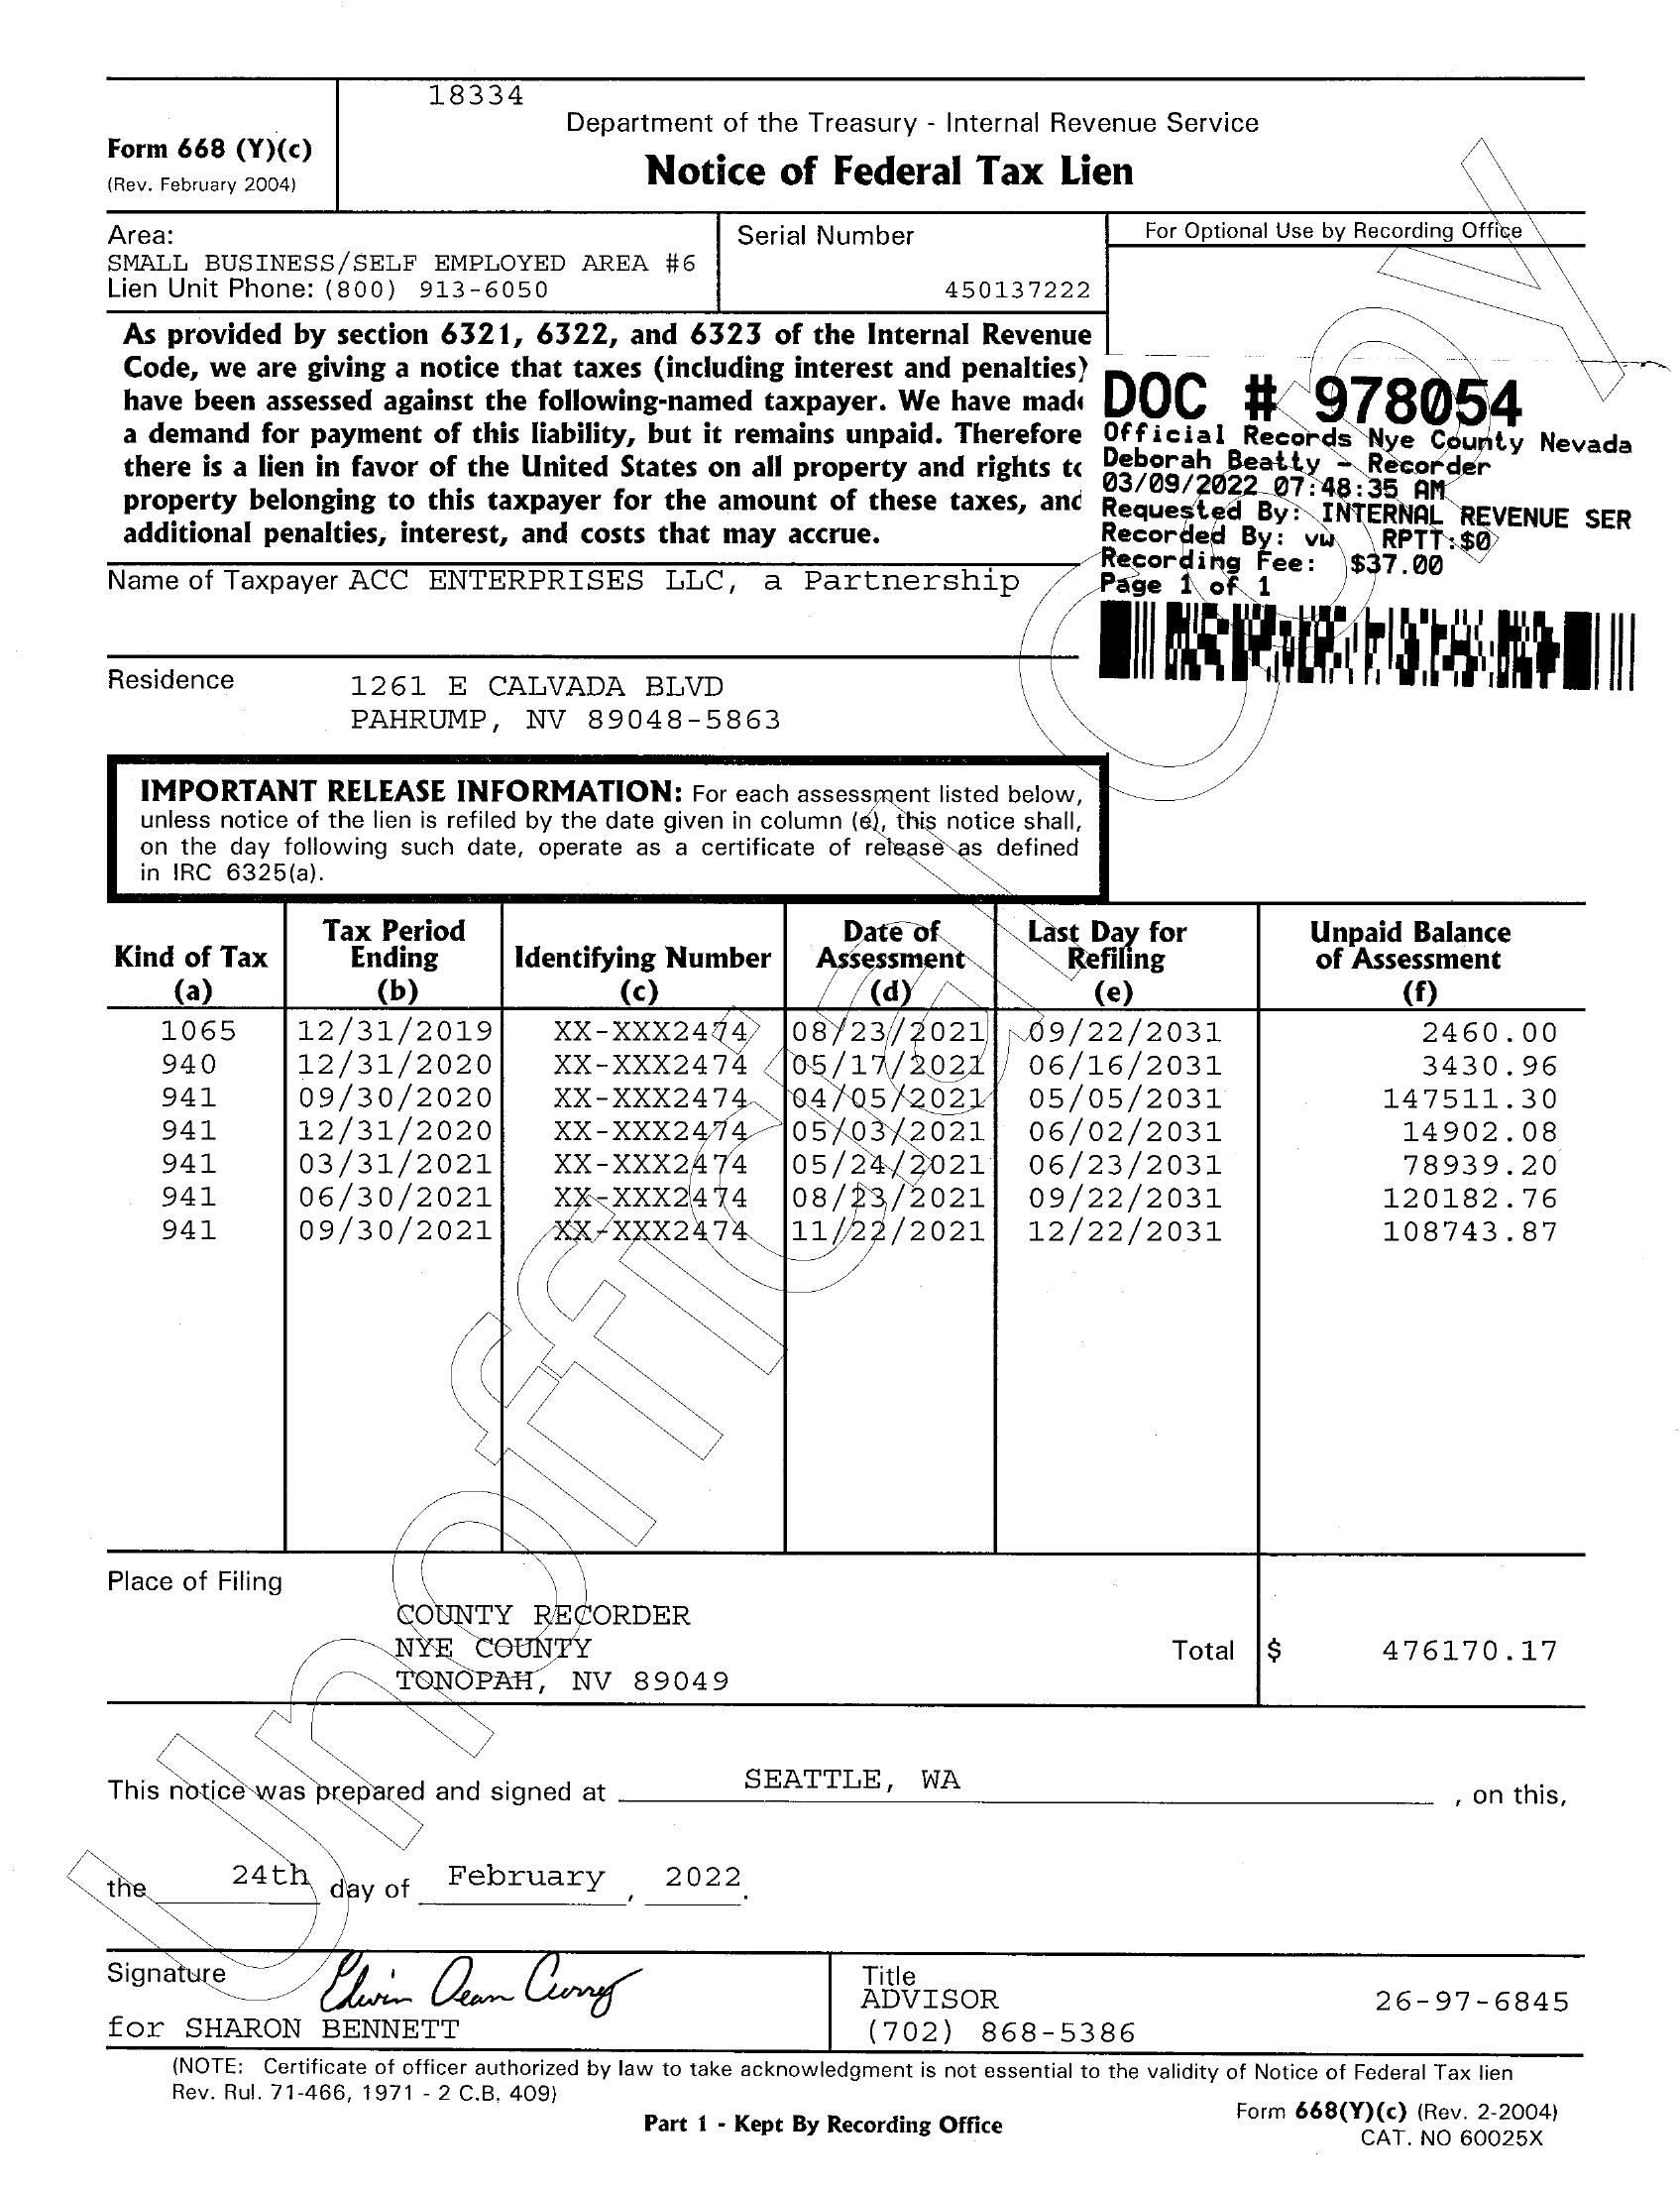 18334
Form 668 (Y)(c)
(Rev. February 2004)
Department of the Treasury - Internal Revenue Service
Notice of Federal Tax Lien
Area:
SMALL BUSINESS/SELF EMPLOYED AREA #6
Lien Unit Phone: (800) 913-6050
Serial Number
450137222
For Optional Use by Recording Office
As provided by section 6321, 6322, and 6323 of the Internal Revenue
Code, we are giving a notice that taxes (including interest and penalties)
have been assessed against the following-named taxpayer. We have made
a demand for payment of this liability, but it remains unpaid. Therefore
there is a lien in favor of the United States on all property and rights to
property belonging to this taxpayer for the amount of these taxes, and
additional penalties, interest, and costs that may accrue.
DOC # 978054
Official Records Nye County Nevada
Deborah Beatty - Recorder
03/09/2022 07:48:35 AM
Requested By: INTERNAL REVENUE SER
Recorded By: vw RPTT:$0
Recording Fee: $37.00
Page 1 of 1
Name of Taxpayer ACC ENTERPRISES LLC, a Partnership
Residence
1261 E CALVADA BLVD
PAHRUMP, NV 89048-5863
IMPORTANT RELEASE INFORMATION: For each assessment listed below,
unless notice of the lien is refiled by the date given in column (e), this notice shall,
on the day following such date, operate as a certificate of release as defined
in IRC 6325(a).
Kind of Tax (a) Tax Period Ending (b) Identifying Number (c) Date of Assessment (d) Last Day for Refiling (e) Unpaid Balance of Assessment (f)
1065 12/31/2019 XX-XXX2474 08/23/2021 09/22/2031 2460.00
940 12/31/2020 XX-XXX2474 05/17/2021 06/16/2031 3430.96
941 09/30/2020 XX-XXX2474 04/05/2021 05/05/2031 147511.30
941 12/31/2020 XX-XXX2474 05/03/2021 06/02/2031 14902.08
941 03/31/2021 XX-XXX2474 05/24/2021 06/23/2031 78939.20
941 06/30/2021 XX-XXX2474 08/23/2021 09/22/2031 120182.76
941 09/30/2021 XX-XXX2474 11/22/2021 12/22/2031 108743.87
Place of Filing
COUNTY RECORDER
NYE COUNTY
TONOPAH, NV 89049
Total $ 476170.17
This notice was prepared and signed at SEATTLE, WA , on this,
the 24th day of February , 2022.
Signature
Edwin Dean Curry
for SHARON BENNETT
Title
ADVISOR
(702) 868-5386
26-97-6845
(NOTE: Certificate of officer authorized by law to take acknowledgment is not essential to the validity of Notice of Federal Tax lien
Rev. Rul. 71-466, 1971 - 2 C.B. 409)
Part 1 - Kept By Recording Office
Form 668(Y)(c) (Rev. 2-2004)
CAT. NO 60025X
Unofficial Copy